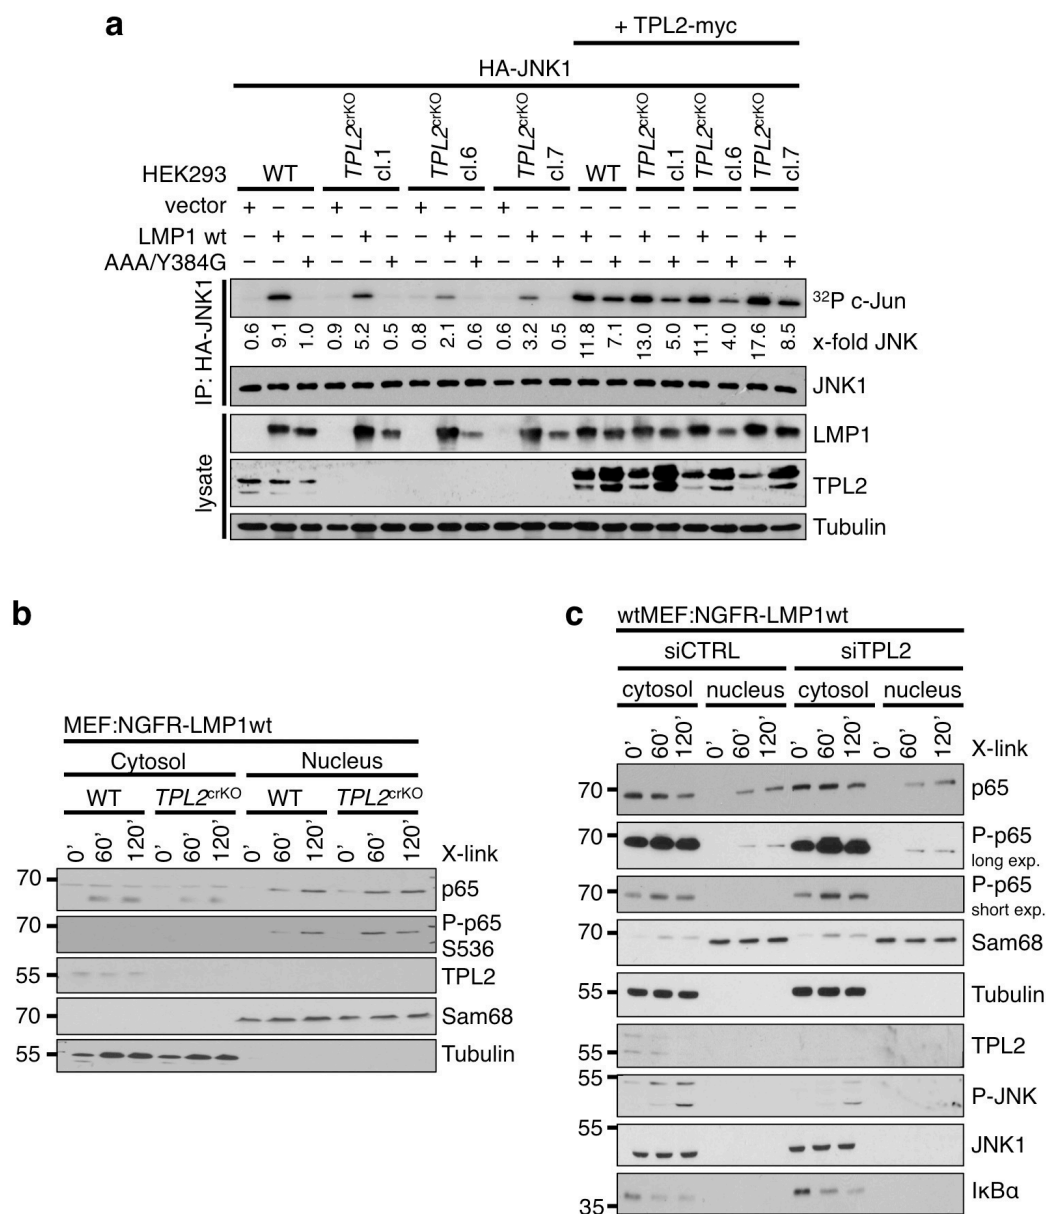 a
+ TPL2-myc
HA-JNK1
HEK293 WT TPL2crKO cl.1 TPL2crKO cl.6 TPL2crKO cl.7 WT TPL2crKO cl.1 TPL2crKO cl.6 TPL2crKO cl.7
vector + – – + – – + – – + – – – – – – – – – –
LMP1 wt – + – – + – – + – – + – + – + – + – + –
AAA/Y384G – – + – – + – – + – – + – + – + – + – +
IP: HA-JNK1
32P c-Jun
0.6 9.1 1.0 0.9 5.2 0.5 0.8 2.1 0.6 0.6 3.2 0.5 11.8 7.1 13.0 5.0 11.1 4.0 17.6 8.5 x-fold JNK
JNK1
lysate
LMP1
TPL2
Tubulin
b
MEF:NGFR-LMP1wt
Cytosol Nucleus
WT TPL2crKO WT TPL2crKO
0' 60' 120' 0' 60' 120' 0' 60' 120' 0' 60' 120' X-link
70 p65
70 P-p65
S536
55 TPL2
70 Sam68
55 Tubulin
c
wtMEF:NGFR-LMP1wt
siCTRL siTPL2
cytosol nucleus cytosol nucleus
0' 60' 120' 0' 60' 120' 0' 60' 120' 0' 60' 120' X-link
70 p65
70 P-p65
long exp.
70 P-p65
short exp.
70 Sam68
55 Tubulin
55 TPL2
55 P-JNK
55 JNK1
35 IκBα